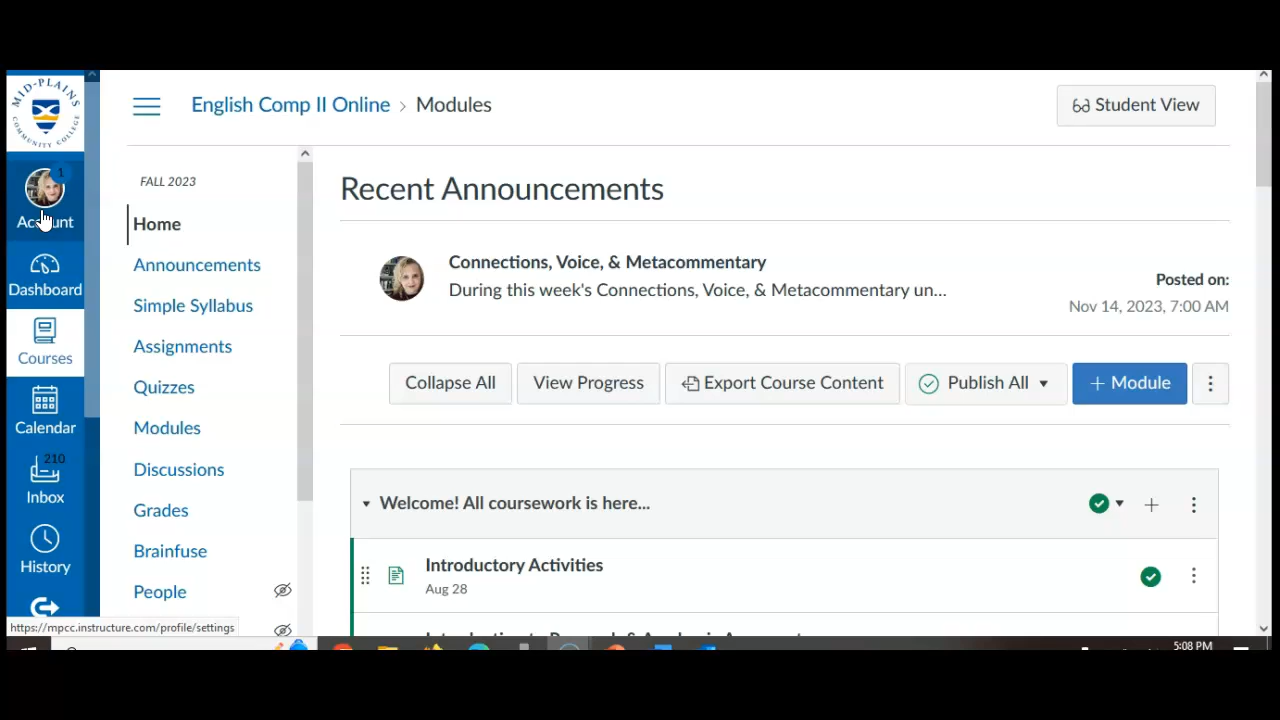 MID-PLAINS
COMMUNITY COLLEGE
1
Account
Dashboard
Courses
Calendar
210
Inbox
History
English Comp II Online > Modules
Student View
FALL 2023
Home
Announcements
Simple Syllabus
Assignments
Quizzes
Modules
Discussions
Grades
Brainfuse
People
Recent Announcements
Connections, Voice, & Metacommentary
During this week's Connections, Voice, & Metacommentary un...
Posted on:
Nov 14, 2023, 7:00 AM
Collapse All
View Progress
Export Course Content
Publish All
+ Module
Welcome! All coursework is here...
Introductory Activities
Aug 28
https://mpcc.instructure.com/profile/settings
5:08 PM